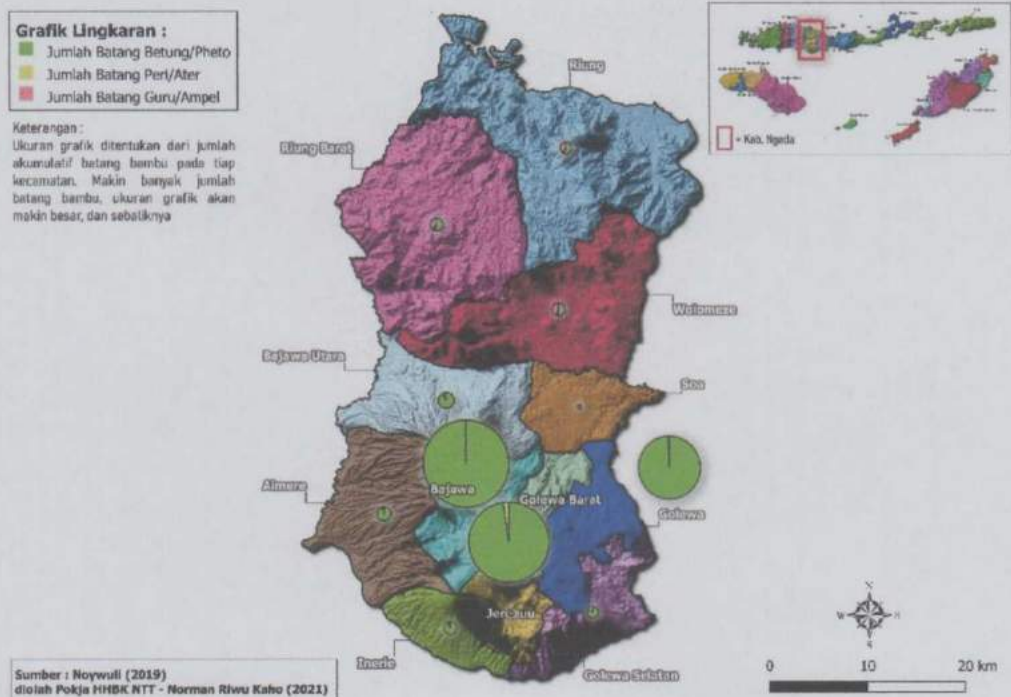 Grafik Lingkaran :
Jumlah Batang Betung/Pheto
Jumlah Batang Peri/Ater
Jumlah Batang Guru/Ampel
Keterangan :
Ukuran grafik ditentukan dari jumlah
akumulatif batang bambu pada tiap
kecamatan. Makin banyak jumlah
batang bambu, ukuran grafik akan
makin besar, dan sebaliknya
= Kab. Ngada
Riung
Riung Barat
Wolomeze
Bajawa Utara
Soa
Aimere
Bajawa
Golewa Barat
Golewa
Jerebuu
Inerie
Golewa Selatan
N
W
S
0 10 20 km
Sumber : Noywuli (2019)
diolah Pokja HHBK NTT - Norman Riwu Kaho (2021)